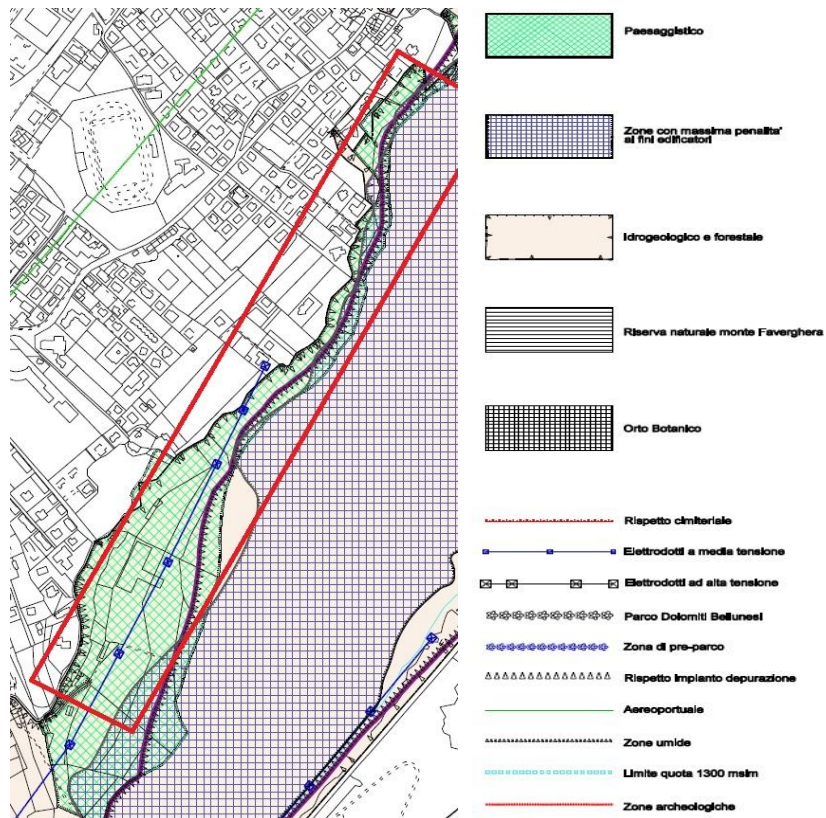 Paesaggistico
Zone con massima penalita'
ai fini edificatori
Idrogeologico e forestale
Riserva naturale monte Faverghera
Orto Botanico
Rispetto cimiteriale
Elettrodotti a media tensione
Elettrodotti ad alta tensione
Parco Dolomiti Bellunesi
Zona di pre-parco
Rispetto impianto depurazione
Aereoportuale
Zone umide
Limite quota 1300 mslm
Zone archeologiche